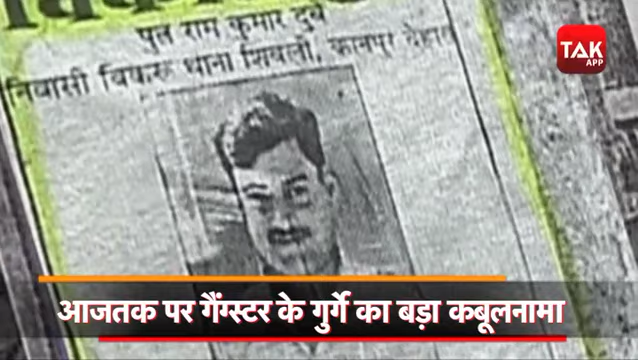 पुत्र राम कुमार दुबे
निवासी विकरू थाना शिवली, कानपुर देहात
TAK
APP
आजतक पर गैंगस्टर के गुर्गे का बड़ा कबूलनामा